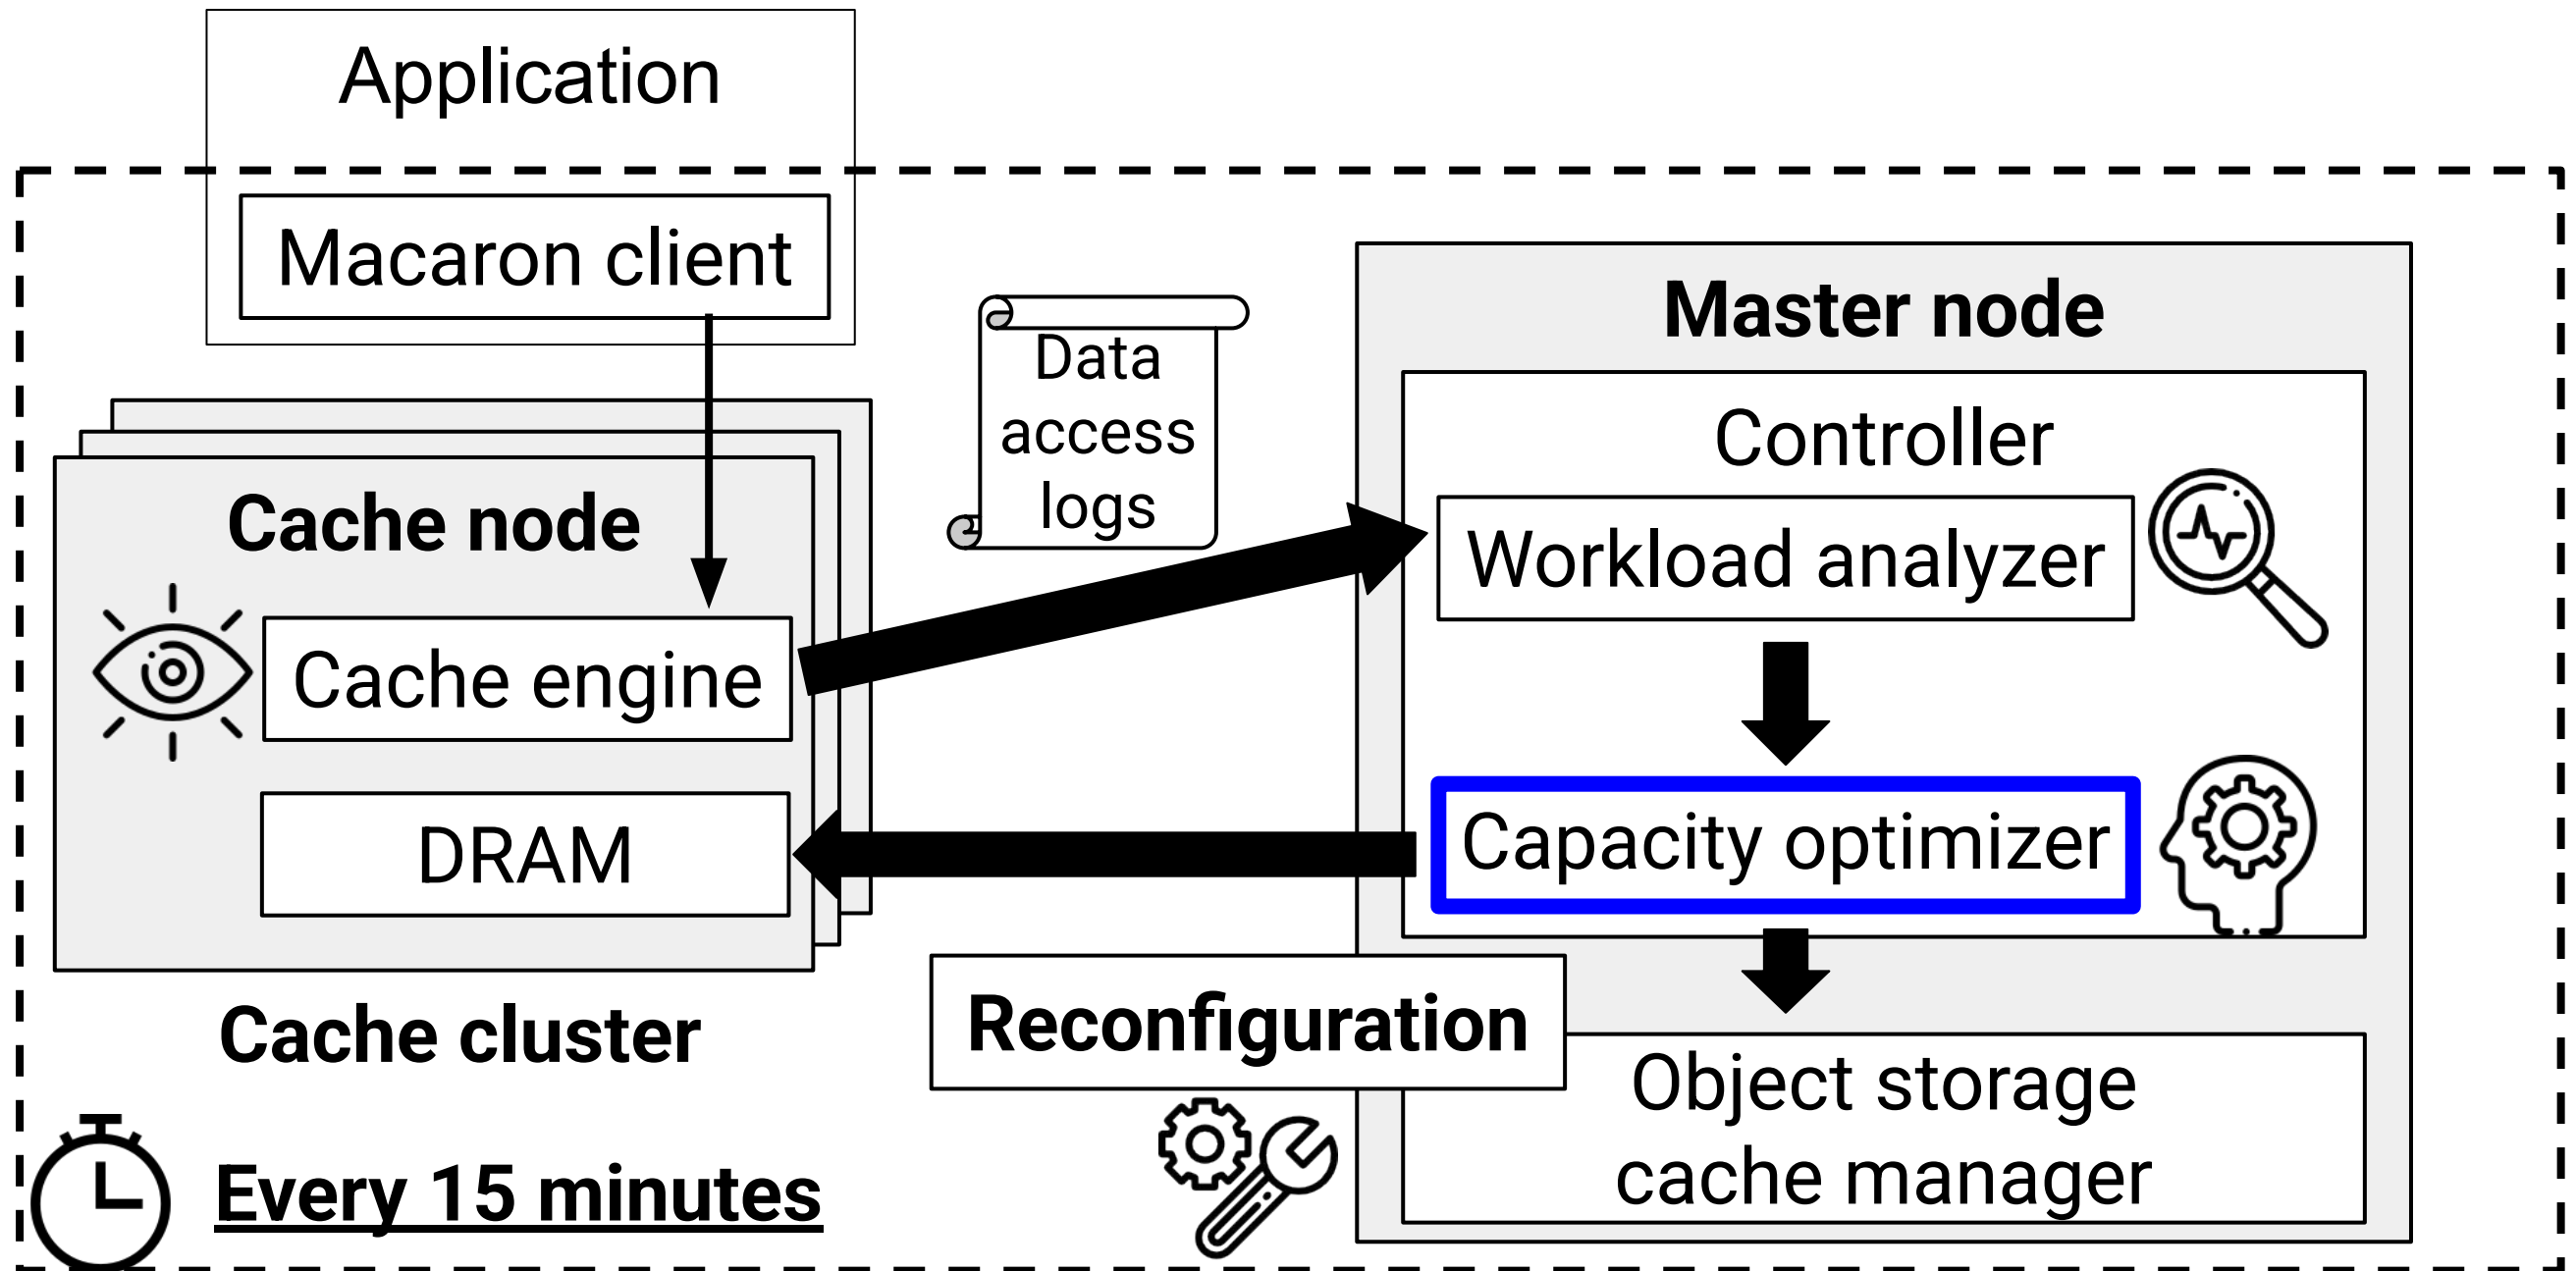 Application
Macaron client
Data
access
logs
Master node
Controller
Workload analyzer
Cache node
Cache engine
DRAM
Capacity optimizer
Reconfiguration
Cache cluster
Object storage
cache manager
Every 15 minutes